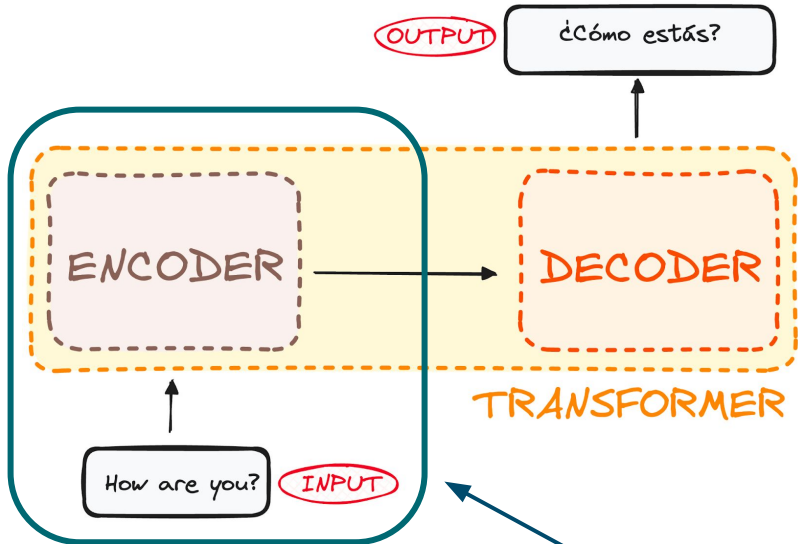 OUTPUT
¿Cómo estás?
ENCODER
DECODER
TRANSFORMER
How are you?
INPUT